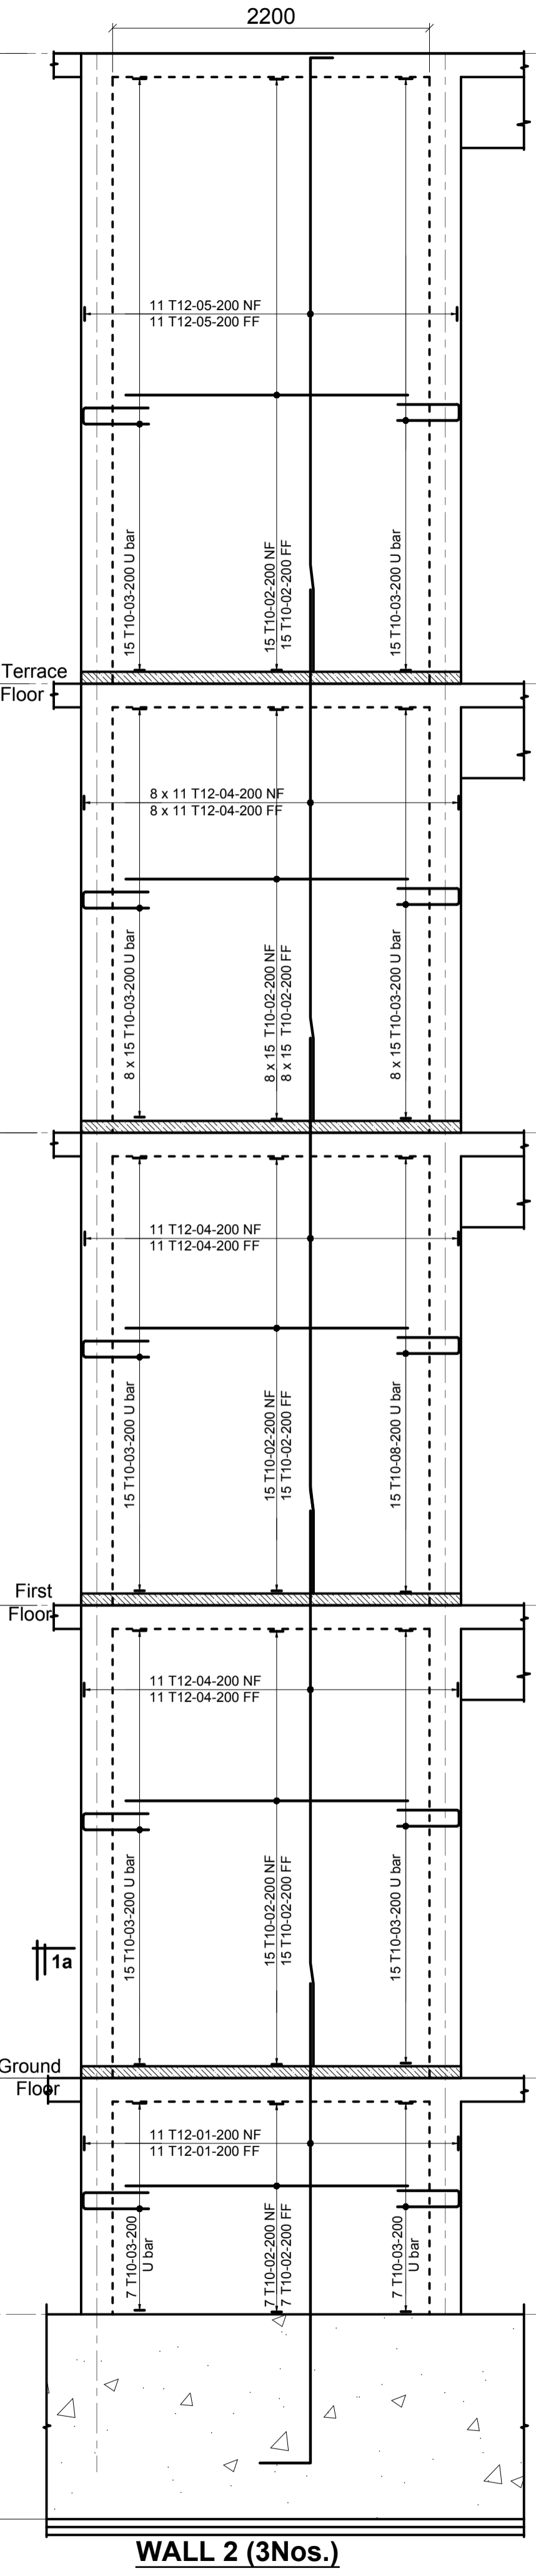 2200
11 T12-05-200 NF
11 T12-05-200 FF
15 T10-03-200 U bar
15 T10-02-200 NF
15 T10-02-200 FF
15 T10-03-200 U bar
Terrace
Floor
8 x 11 T12-04-200 NF
8 x 11 T12-04-200 FF
8 x 15 T10-03-200 U bar
8 x 15 T10-02-200 NF
8 x 15 T10-02-200 FF
8 x 15 T10-03-200 U bar
11 T12-04-200 NF
11 T12-04-200 FF
15 T10-03-200 U bar
15 T10-02-200 NF
15 T10-02-200 FF
15 T10-08-200 U bar
First
Floor
11 T12-04-200 NF
11 T12-04-200 FF
15 T10-03-200 U bar
15 T10-02-200 NF
15 T10-02-200 FF
15 T10-03-200 U bar
1a
Ground
Floor
11 T12-01-200 NF
11 T12-01-200 FF
7 T10-03-200
U bar
7 T10-02-200 NF
7 T10-02-200 FF
7 T10-03-200
U bar
WALL 2 (3Nos.)